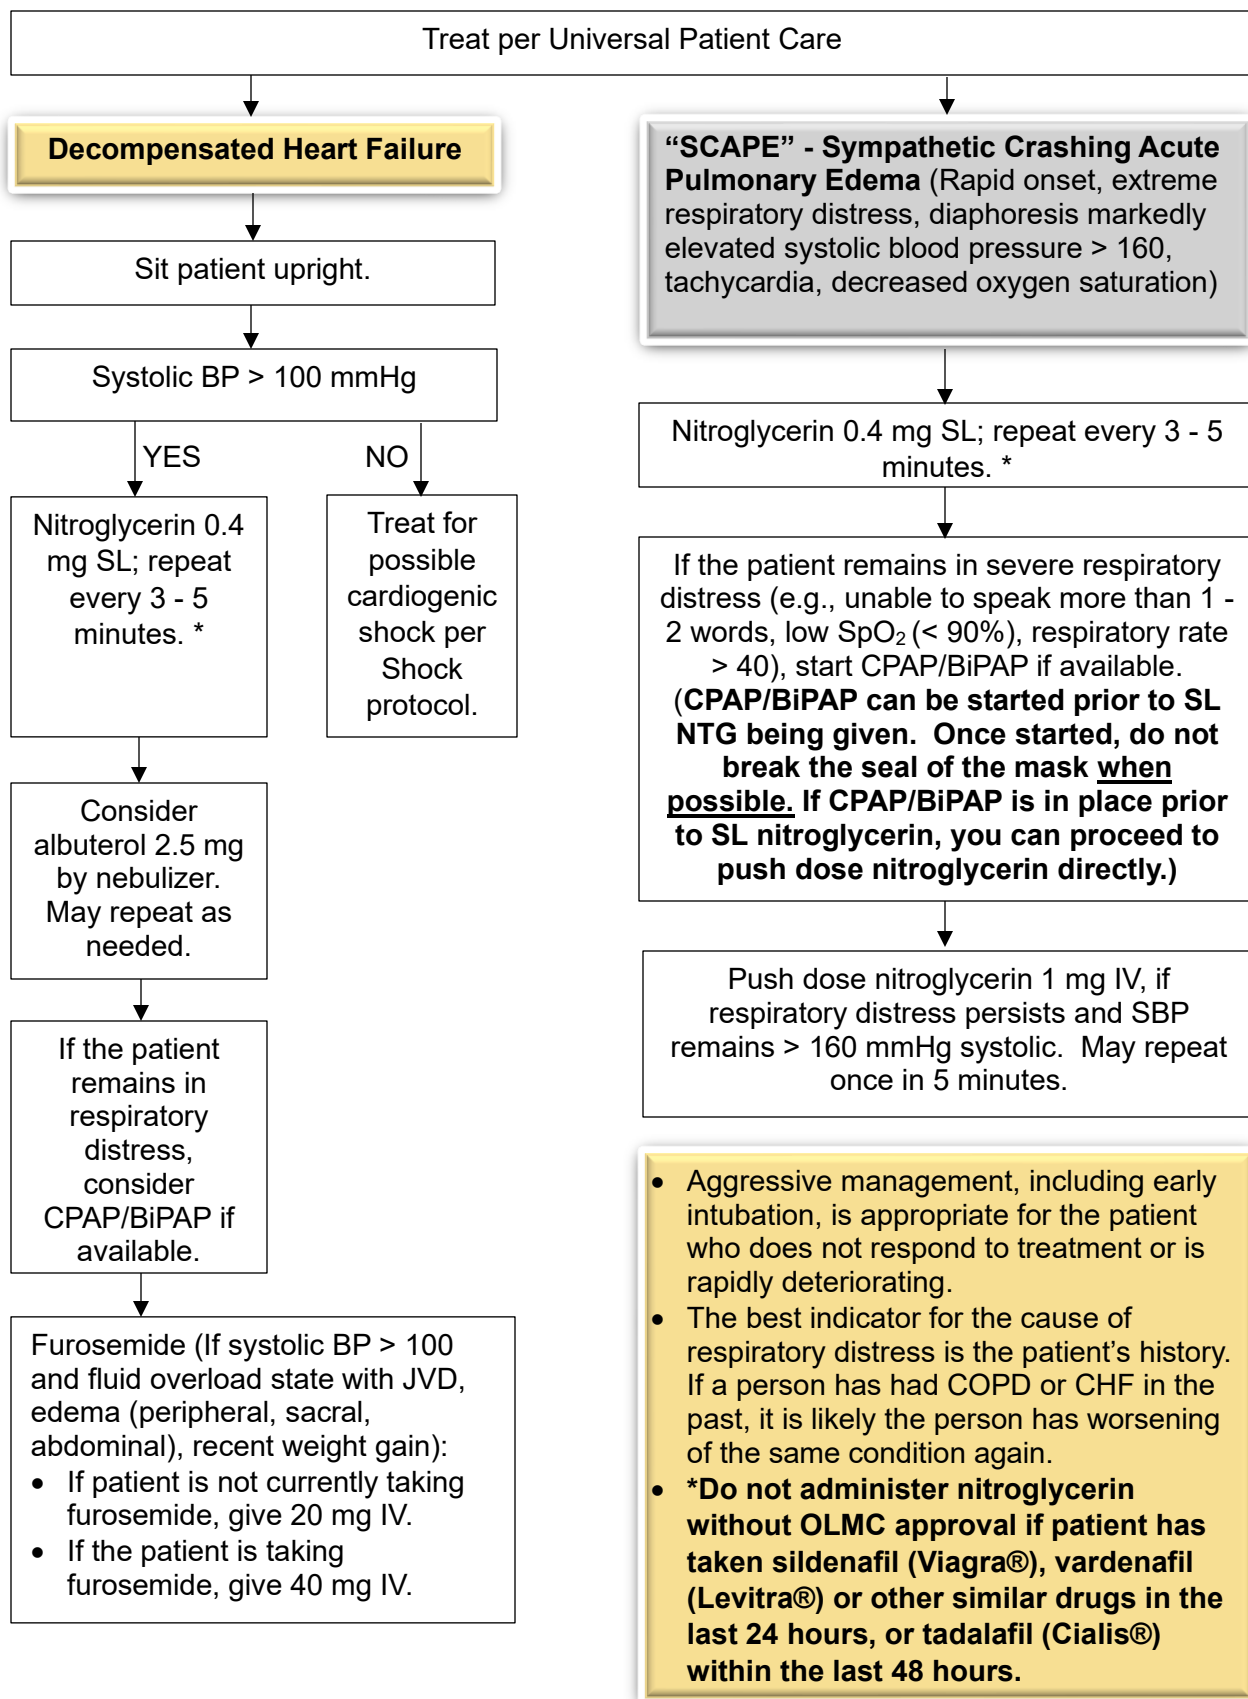 Treat per Universal Patient Care
Decompensated Heart Failure
Sit patient upright.
Systolic BP > 100 mmHg
YES
NO
Nitroglycerin 0.4
mg SL; repeat
every 3 - 5
minutes. *
Treat for
possible
cardiogenic
shock per
Shock
protocol.
Consider
albuterol 2.5 mg
by nebulizer.
May repeat as
needed.
If the patient
remains in
respiratory
distress,
consider
CPAP/BiPAP if
available.
Furosemide (If systolic BP > 100
and fluid overload state with JVD,
edema (peripheral, sacral,
abdominal), recent weight gain):
• If patient is not currently taking
furosemide, give 20 mg IV.
• If the patient is taking
furosemide, give 40 mg IV.
“SCAPE” - Sympathetic Crashing Acute
Pulmonary Edema (Rapid onset, extreme
respiratory distress, diaphoresis markedly
elevated systolic blood pressure > 160,
tachycardia, decreased oxygen saturation)
Nitroglycerin 0.4 mg SL; repeat every 3 - 5
minutes. *
If the patient remains in severe respiratory
distress (e.g., unable to speak more than 1 -
2 words, low SpO₂ (< 90%), respiratory rate
> 40), start CPAP/BiPAP if available.
(CPAP/BiPAP can be started prior to SL
NTG being given. Once started, do not
break the seal of the mask when
possible. If CPAP/BiPAP is in place prior
to SL nitroglycerin, you can proceed to
push dose nitroglycerin directly.)
Push dose nitroglycerin 1 mg IV, if
respiratory distress persists and SBP
remains > 160 mmHg systolic. May repeat
once in 5 minutes.
• Aggressive management, including early
intubation, is appropriate for the patient
who does not respond to treatment or is
rapidly deteriorating.
• The best indicator for the cause of
respiratory distress is the patient’s history.
If a person has had COPD or CHF in the
past, it is likely the person has worsening
of the same condition again.
• *Do not administer nitroglycerin
without OLMC approval if patient has
taken sildenafil (Viagra®), vardenafil
(Levitra®) or other similar drugs in the
last 24 hours, or tadalafil (Cialis®)
within the last 48 hours.